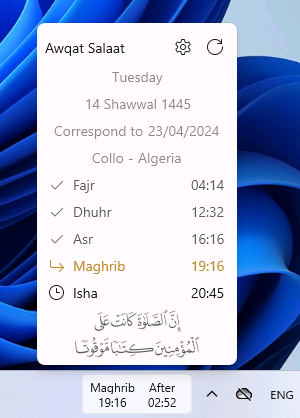 Awqat Salaat
Tuesday
14 Shawwal 1445
Correspond to 23/04/2024
Collo - Algeria
Fajr 04:14
Dhuhr 12:32
Asr 16:16
Maghrib 19:16
Isha 20:45
إِنَّ الصَّلَوٰةَ كَانَتْ عَلَى
الْمُؤْمِنِينَ كِتَٰبًا مَّوْقُوتًا
Maghrib After
19:16 02:52
ENG